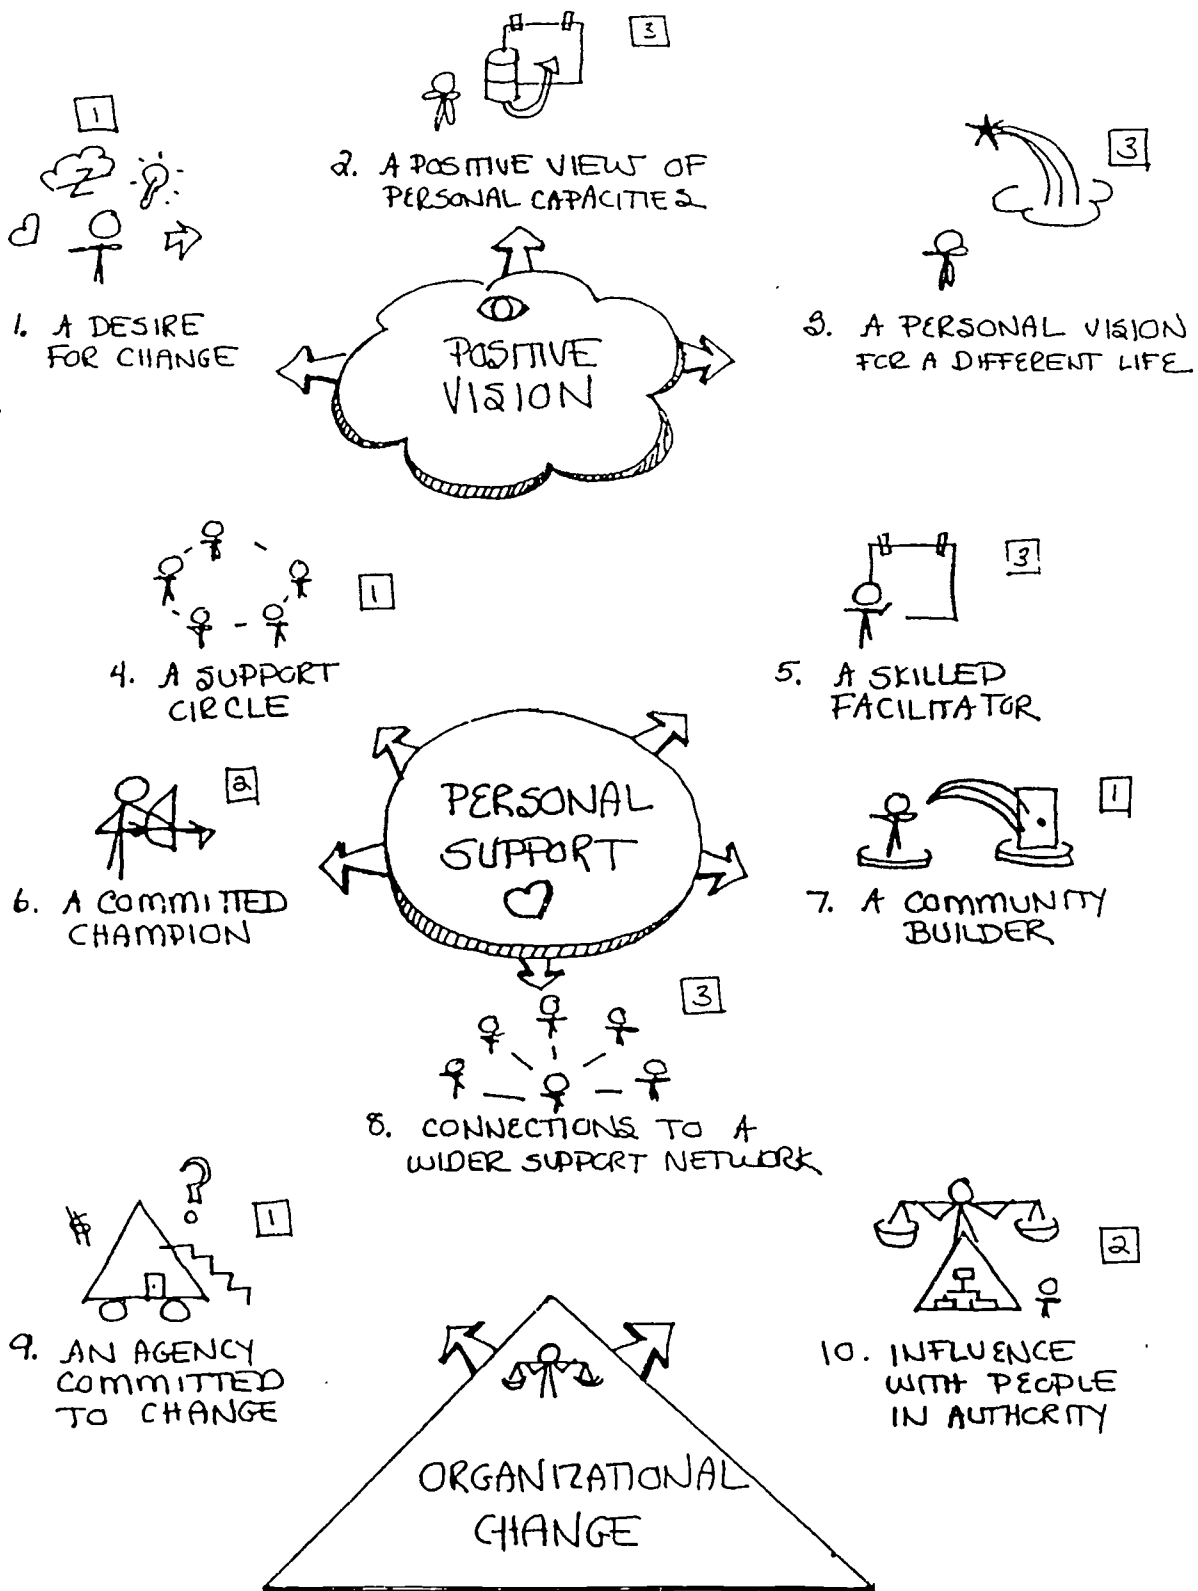 3
2. A POSITIVE VIEW OF
PERSONAL CAPACITIES
1
Z
1. A DESIRE
FOR CHANGE
3
3. A PERSONAL VISION
FOR A DIFFERENT LIFE
POSITIVE
VISION
1
4. A SUPPORT
CIRCLE
3
5. A SKILLED
FACILITATOR
PERSONAL
SUPPORT
2
6. A COMMITTED
CHAMPION
1
7. A COMMUNITY
BUILDER
3
8. CONNECTIONS TO A
WIDER SUPPORT NETWORK
$
?
1
9. AN AGENCY
COMMITTED
TO CHANGE
2
10. INFLUENCE
WITH PEOPLE
IN AUTHORITY
ORGANIZATIONAL
CHANGE